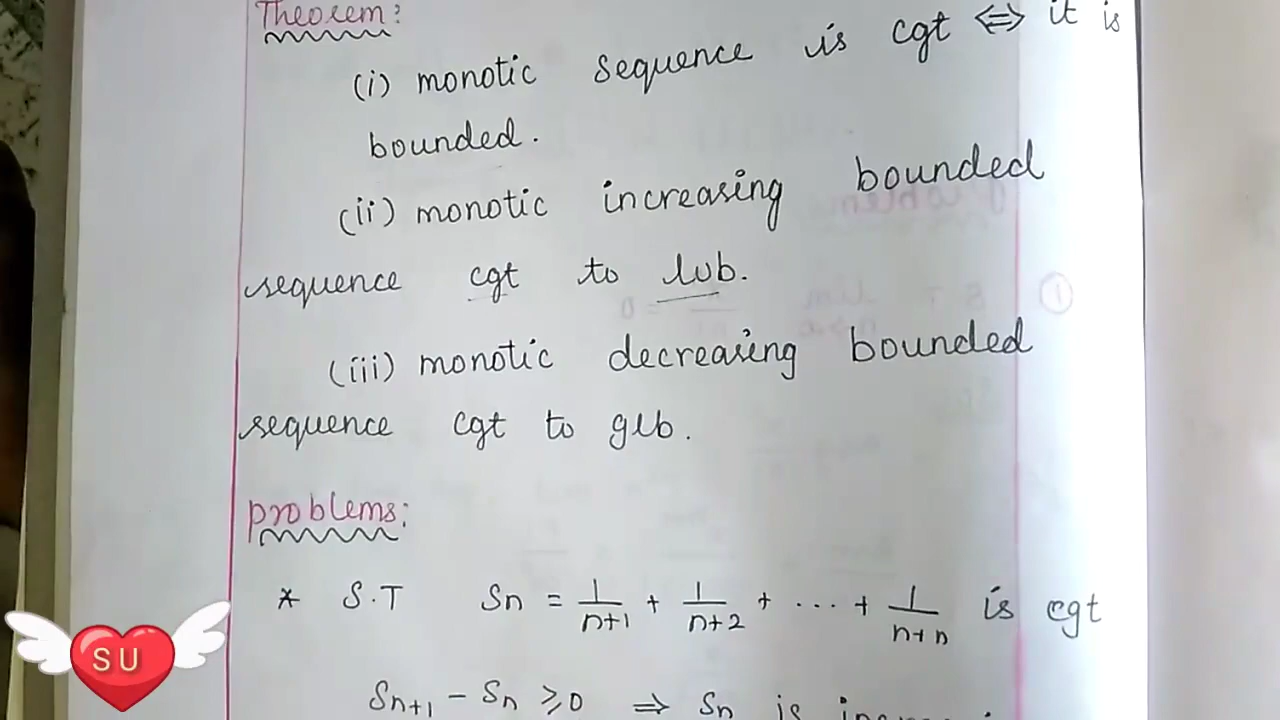 Theorem:
(i) monotic sequence is cgt ⇔ it is
bounded.
(ii) monotic increasing bounded
sequence cgt to lub.
(iii) monotic decreasing bounded
sequence cgt to glb.
problems:
* S.T Sn = 1/n+1 + 1/n+2 + ... + 1/n+n is cgt
Sn+1 - Sn ≥ 0 ⇒ Sn is
SU